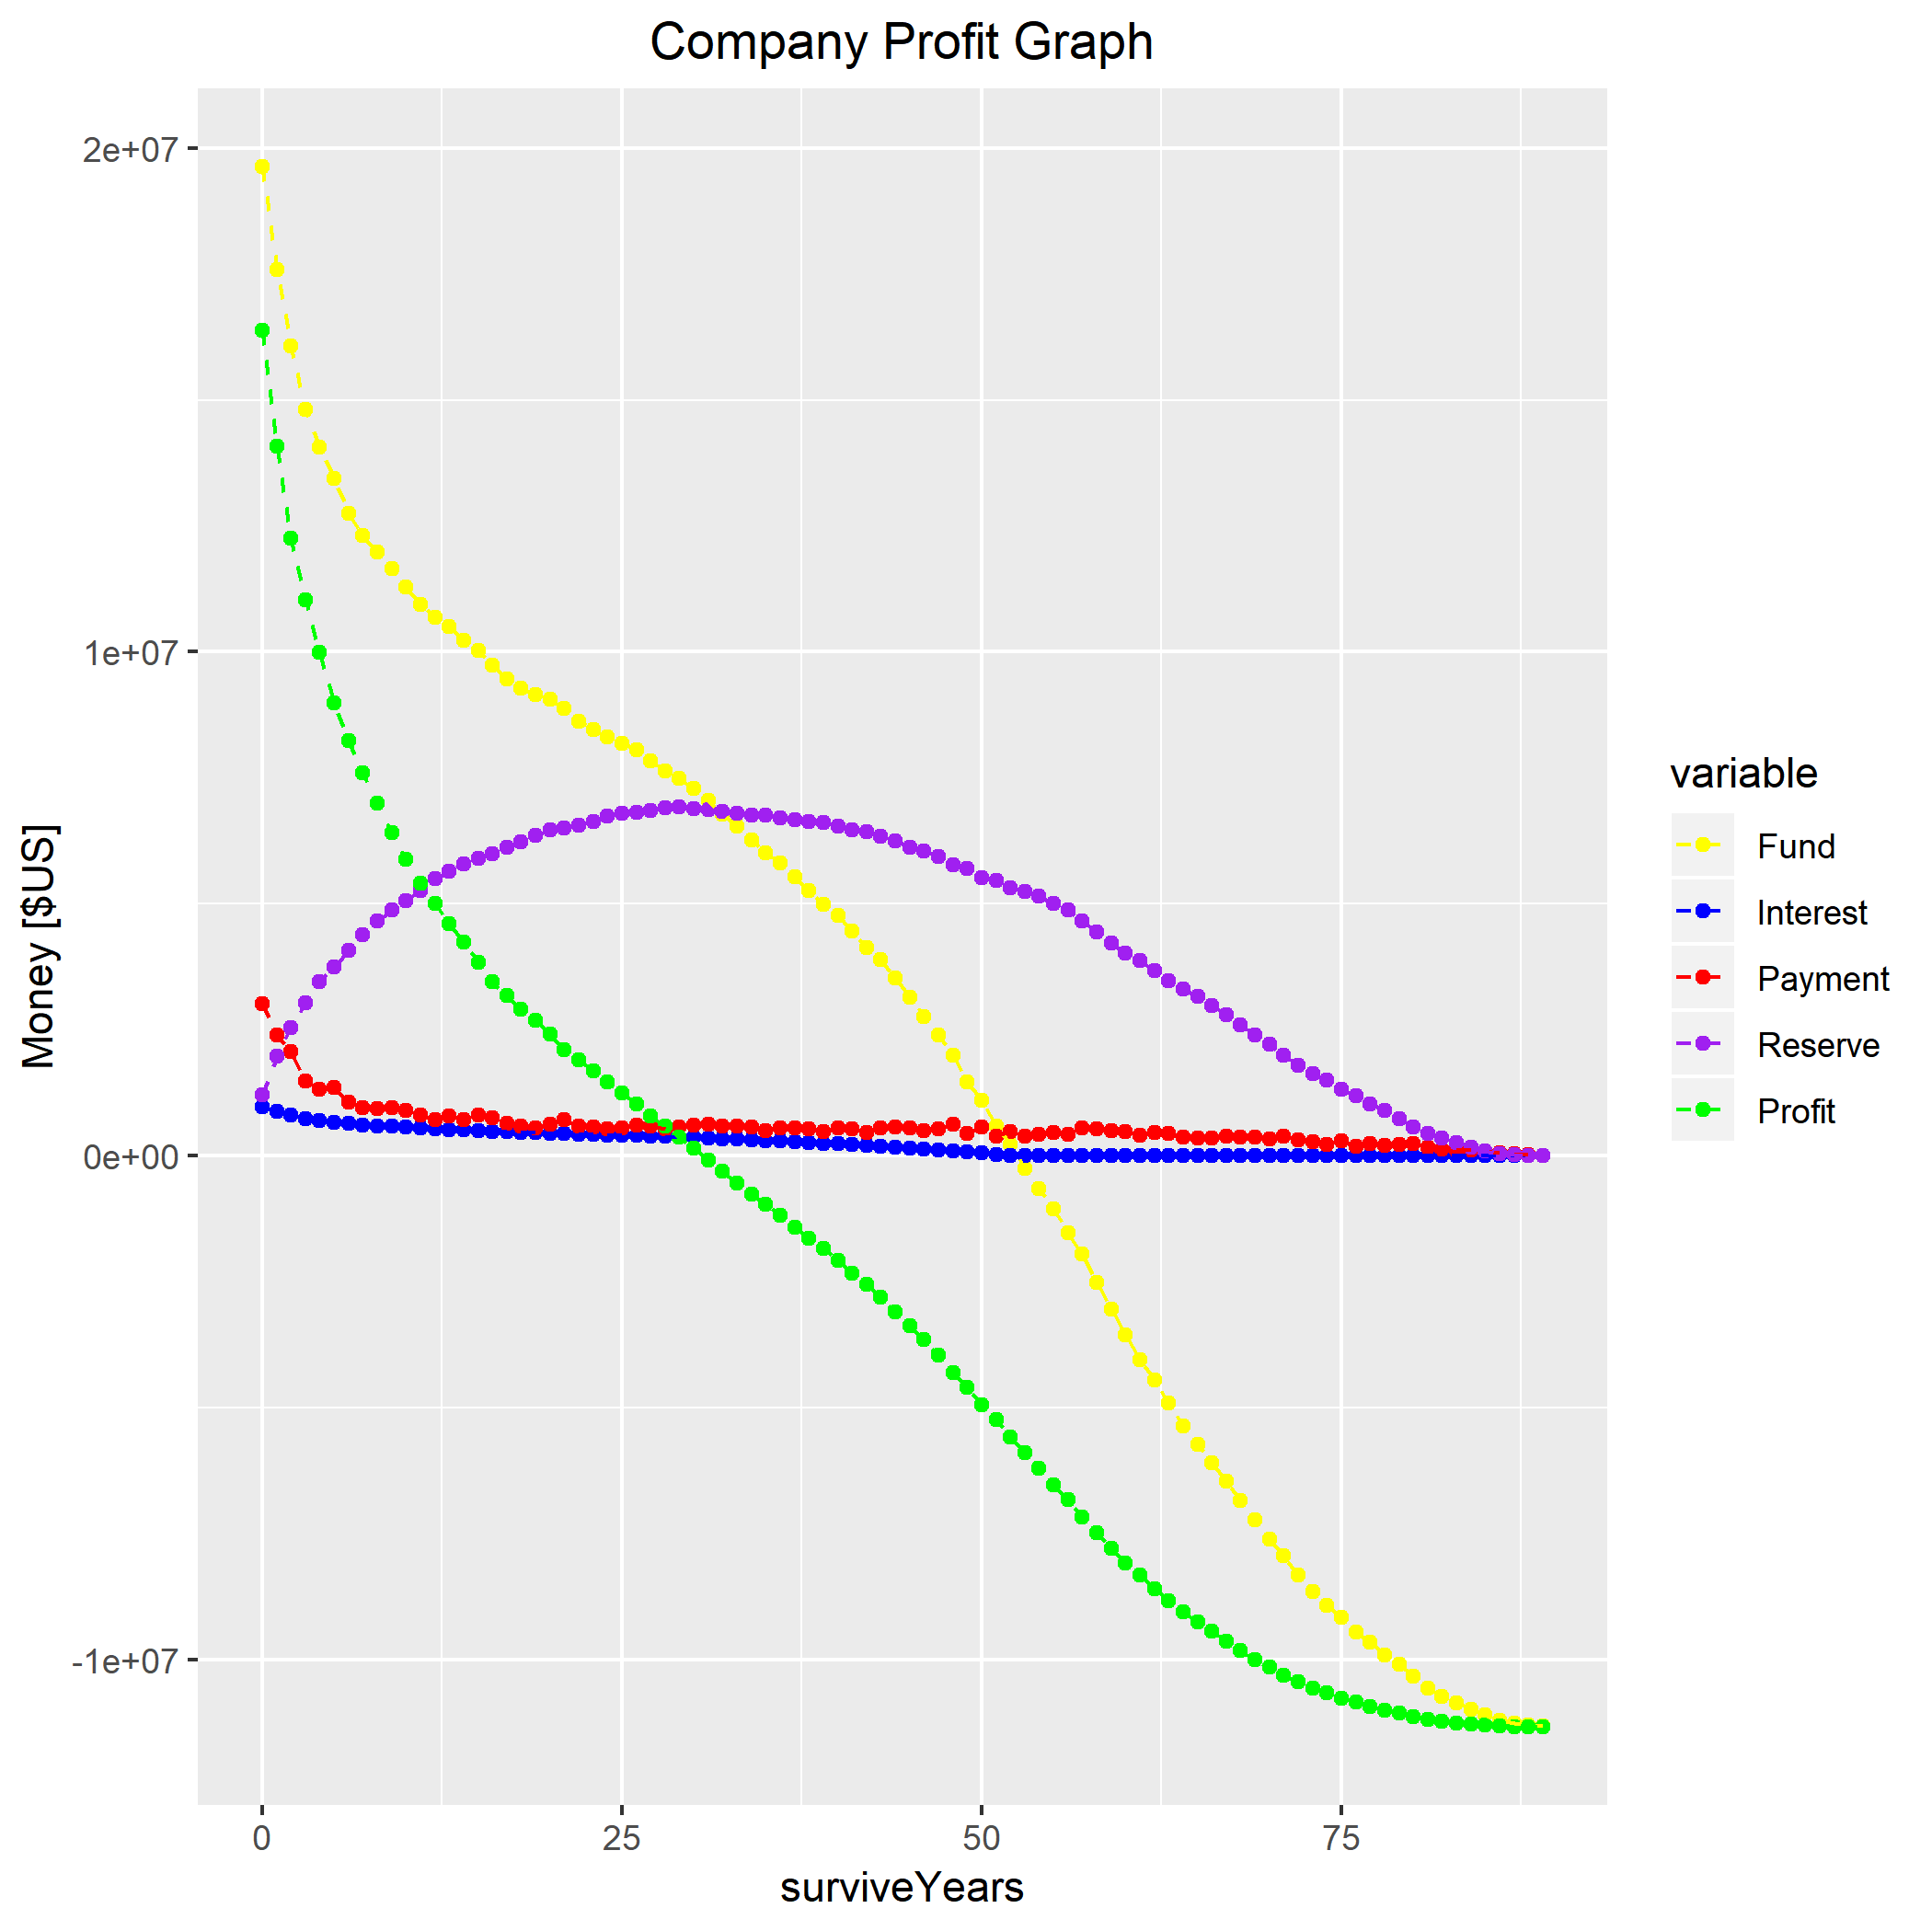 Company Profit Graph
Money [$US]
2e+07
1e+07
0e+00
-1e+07
0 25 50 75
surviveYears
variable
Fund
Interest
Payment
Reserve
Profit